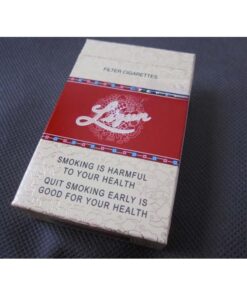 FILTER CIGARETTES
Liqun
SMOKING IS HARMFUL
TO YOUR HEALTH
QUIT SMOKING EARLY IS
GOOD FOR YOUR HEALTH